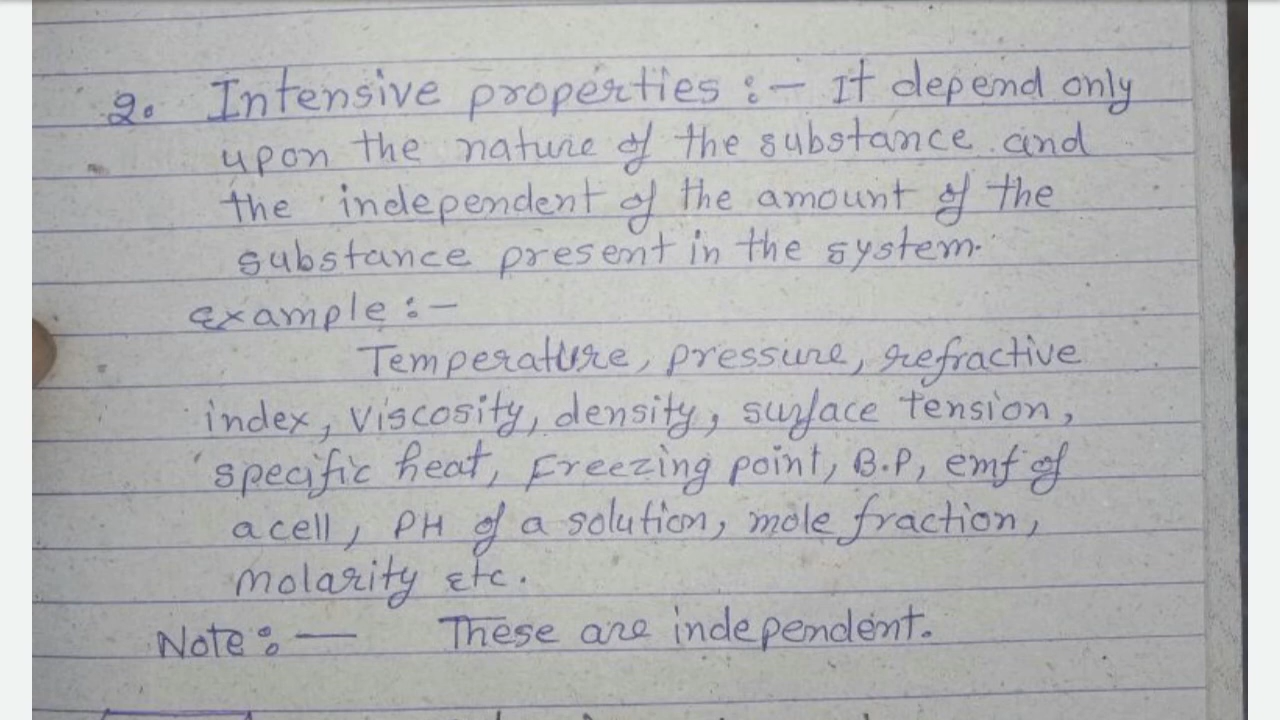 2. Intensive properties :- It depend only
upon the nature of the substance and
the independent of the amount of the
substance present in the system.
Example :-
Temperature, pressure, refractive
index, viscosity, density, surface tension,
specific heat, Freezing point, B.P, emf of
a cell, PH of a solution, mole fraction,
molarity etc.
Note :- These are independent.